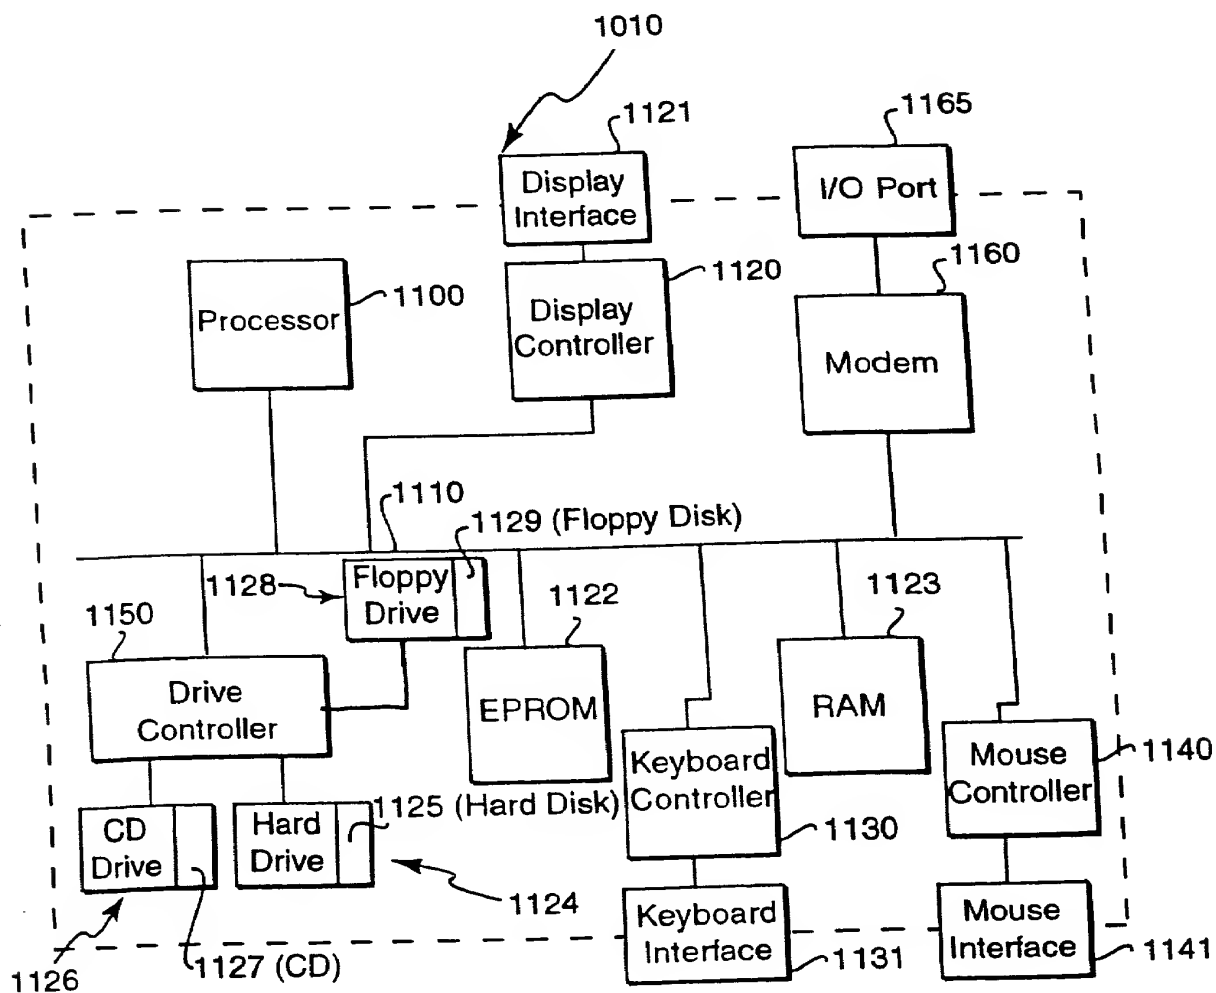 1010
1121
1165
Display
Interface
I/O Port
1120
1160
1100
Processor
Display
Controller
Modem
1110
1129 (Floppy Disk)
1128
Floppy
Drive
1122
1123
1150
Drive
Controller
EPROM
RAM
Keyboard
Controller
Mouse
Controller
1140
1125 (Hard Disk)
CD
Drive
Hard
Drive
1130
1124
Keyboard
Interface
Mouse
Interface
1126
1127 (CD)
1131
1141